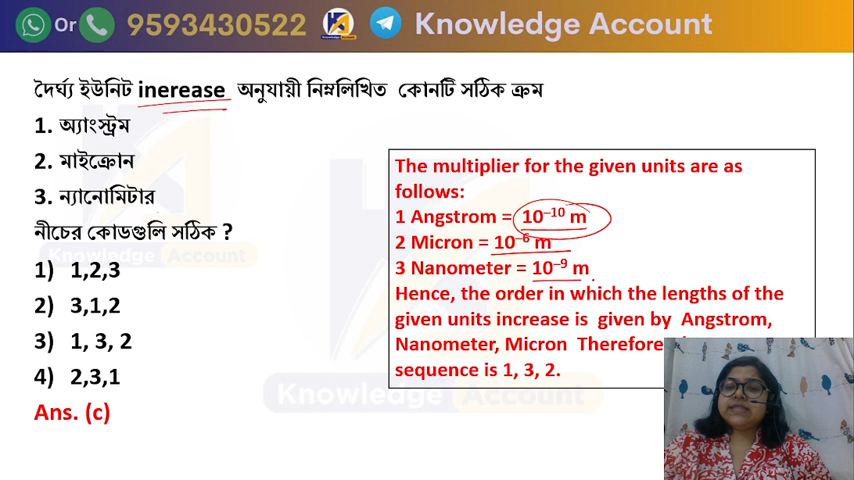 Or 9593430522 Knowledge Account
দৈর্ঘ্য ইউনিট inerease অনুযায়ী নিম্নলিখিত কোনটি সঠিক ক্রম
1. অ্যাংস্ট্রম
2. মাইক্রোন
3. ন্যানোমিটার
নীচের কোডগুলি সঠিক ?
1) 1,2,3
2) 3,1,2
3) 1, 3, 2
4) 2,3,1
Ans. (c)
The multiplier for the given units are as
follows:
1 Angstrom = 10⁻¹⁰ m
2 Micron = 10⁻⁶ m
3 Nanometer = 10⁻⁹ m
Hence, the order in which the lengths of the
given units increase is given by Angstrom,
Nanometer, Micron Therefore
sequence is 1, 3, 2.
Knowledge Account
Knowledge Account